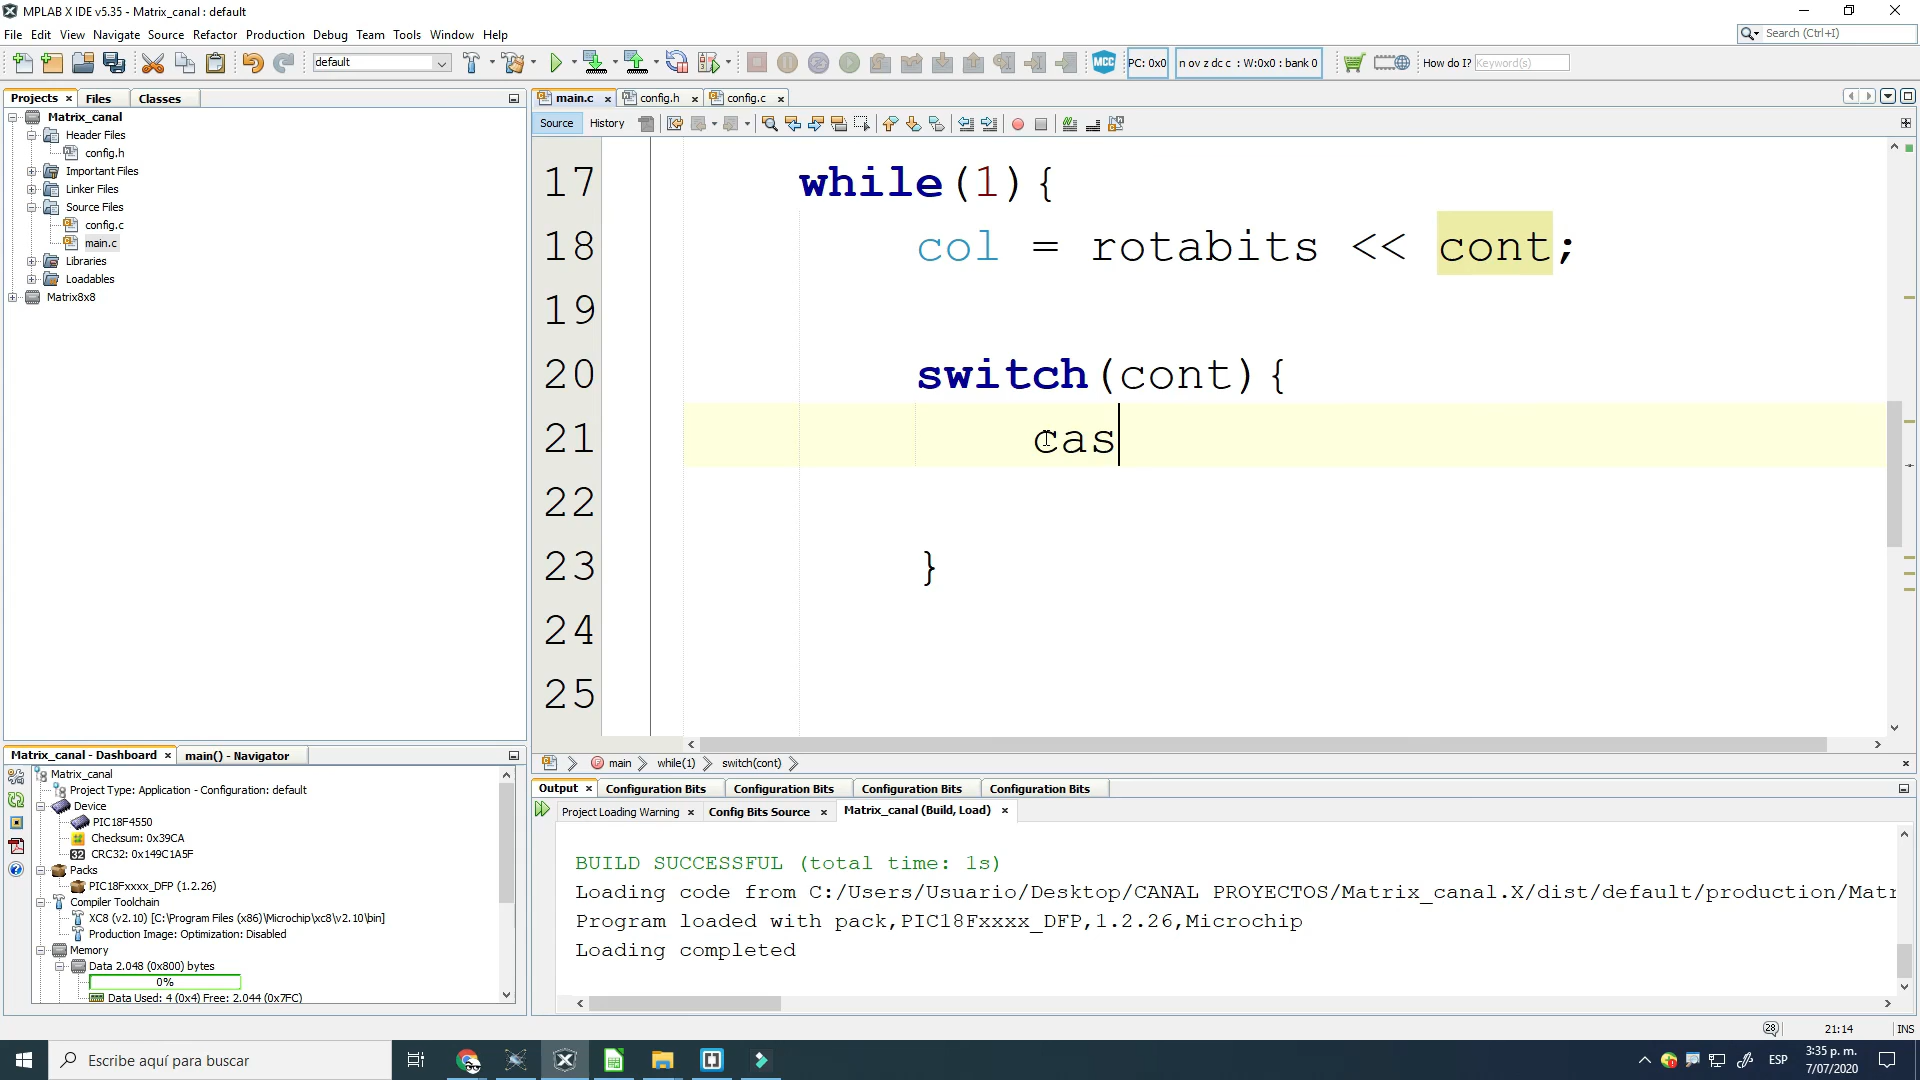 MPLAB X IDE v5.35 - Matrix_canal : default
File Edit View Navigate Source Refactor Production Debug Team Tools Window Help
Search (Ctrl+I)
default
MCC
PC: 0x0
n ov z dc c : W:0x0 : bank 0
How do I? Keyword(s)
Projects Files Classes
main.c config.h config.c
Source History
Matrix_canal
Header Files
config.h
Important Files
Linker Files
Source Files
config.c
main.c
Libraries
Loadables
Matrix8x8
17 while(1){
18 col = rotabits << cont;
19
20 switch(cont){
21 cas
22
23 }
24
25
main while(1) switch(cont)
Matrix_canal - Dashboard main() - Navigator
Matrix_canal
Project Type: Application - Configuration: default
Device
PIC18F4550
Checksum: 0x39CA
32 CRC32: 0x149C1A5F
Packs
PIC18Fxxxx_DFP (1.2.26)
Compiler Toolchain
XC8 (v2.10) [C:\Program Files (x86)\Microchip\xc8\v2.10\bin]
Production Image: Optimization: Disabled
Memory
Data 2.048 (0x800) bytes
0%
Data Used: 4 (0x4) Free: 2.044 (0x7FC)
Output Configuration Bits Configuration Bits Configuration Bits Configuration Bits
Project Loading Warning Config Bits Source Matrix_canal (Build, Load)
BUILD SUCCESSFUL (total time: 1s)
Loading code from C:/Users/Usuario/Desktop/CANAL PROYECTOS/Matrix_canal.X/dist/default/production/Matr
Program loaded with pack,PIC18Fxxxx_DFP,1.2.26,Microchip
Loading completed
28 21:14 INS
Escribe aquí para buscar
ESP
3:35 p. m.
7/07/2020